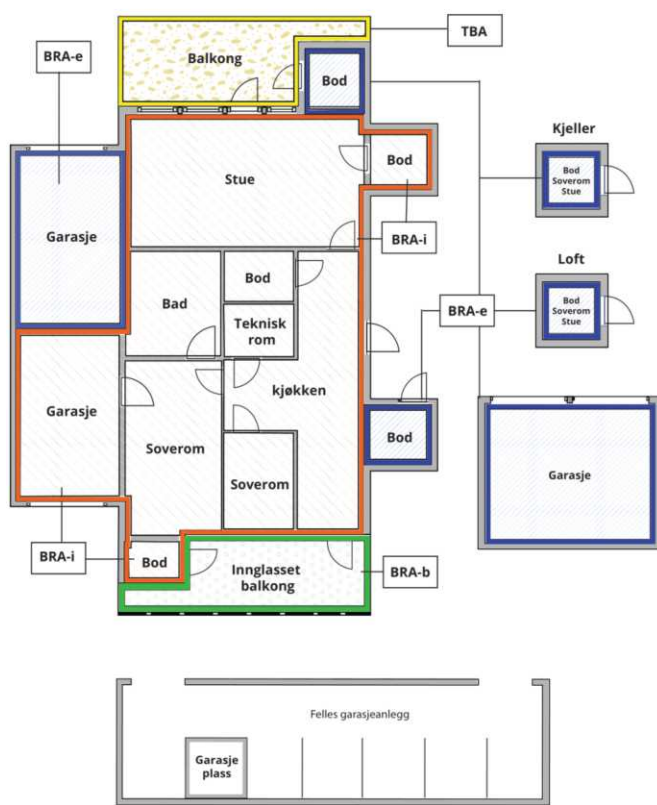 TBA
BRA-e
Balkong
Bod
Kjeller
Bod
Soverom
Stue
Bod
Stue
Garasje
BRA-i
Loft
Bod
Bod
Soverom
Stue
Bad
BRA-e
Teknisk
rom
kjøkken
Garasje
Bod
Soverom
Garasje
Soverom
BRA-i
Bod
Innglasset
balkong
BRA-b
Felles garasjeanlegg
Garasje
plass